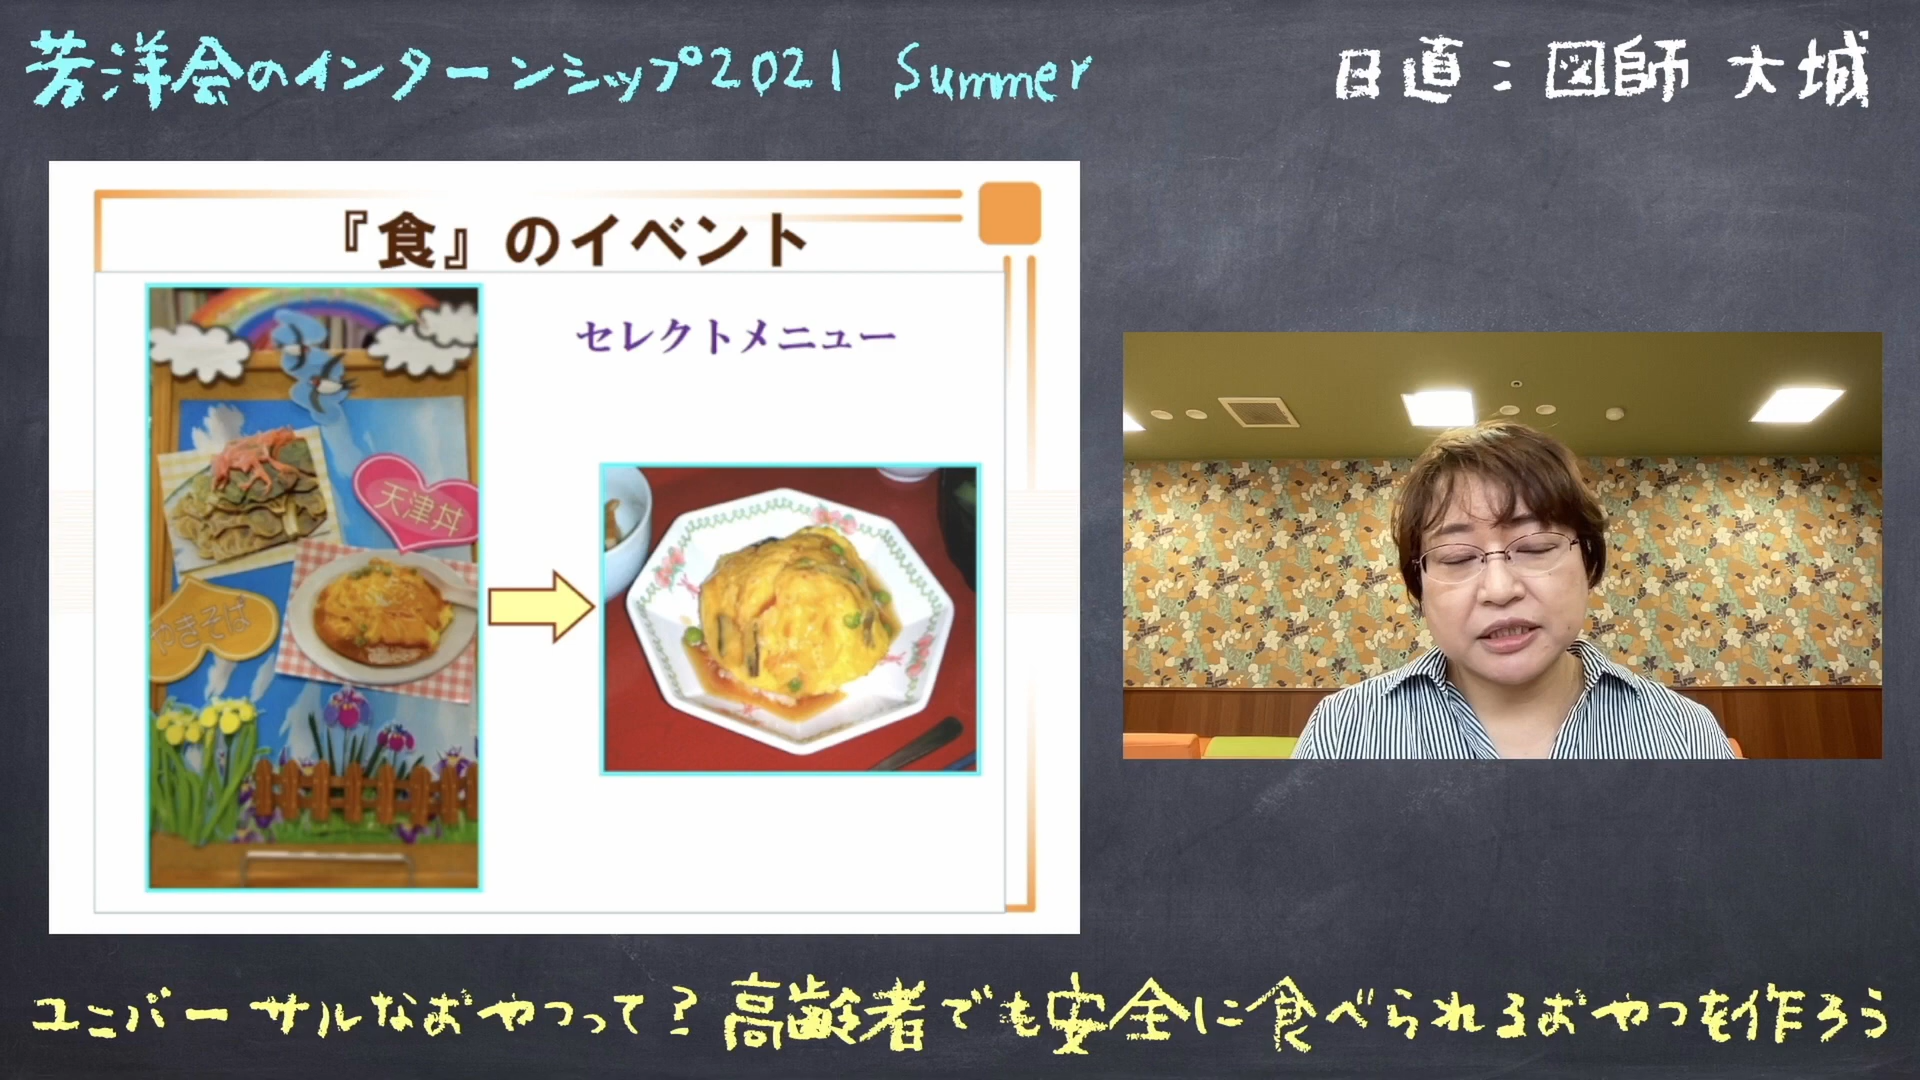 若洋会のインターンシップ2021 Summer
日直：図師 大城
『食』のイベント
セレクトメニュー
天津丼
やきそば
ユニバーサルなおやつって？高齢者でも安全に食べられるおやつを作ろう